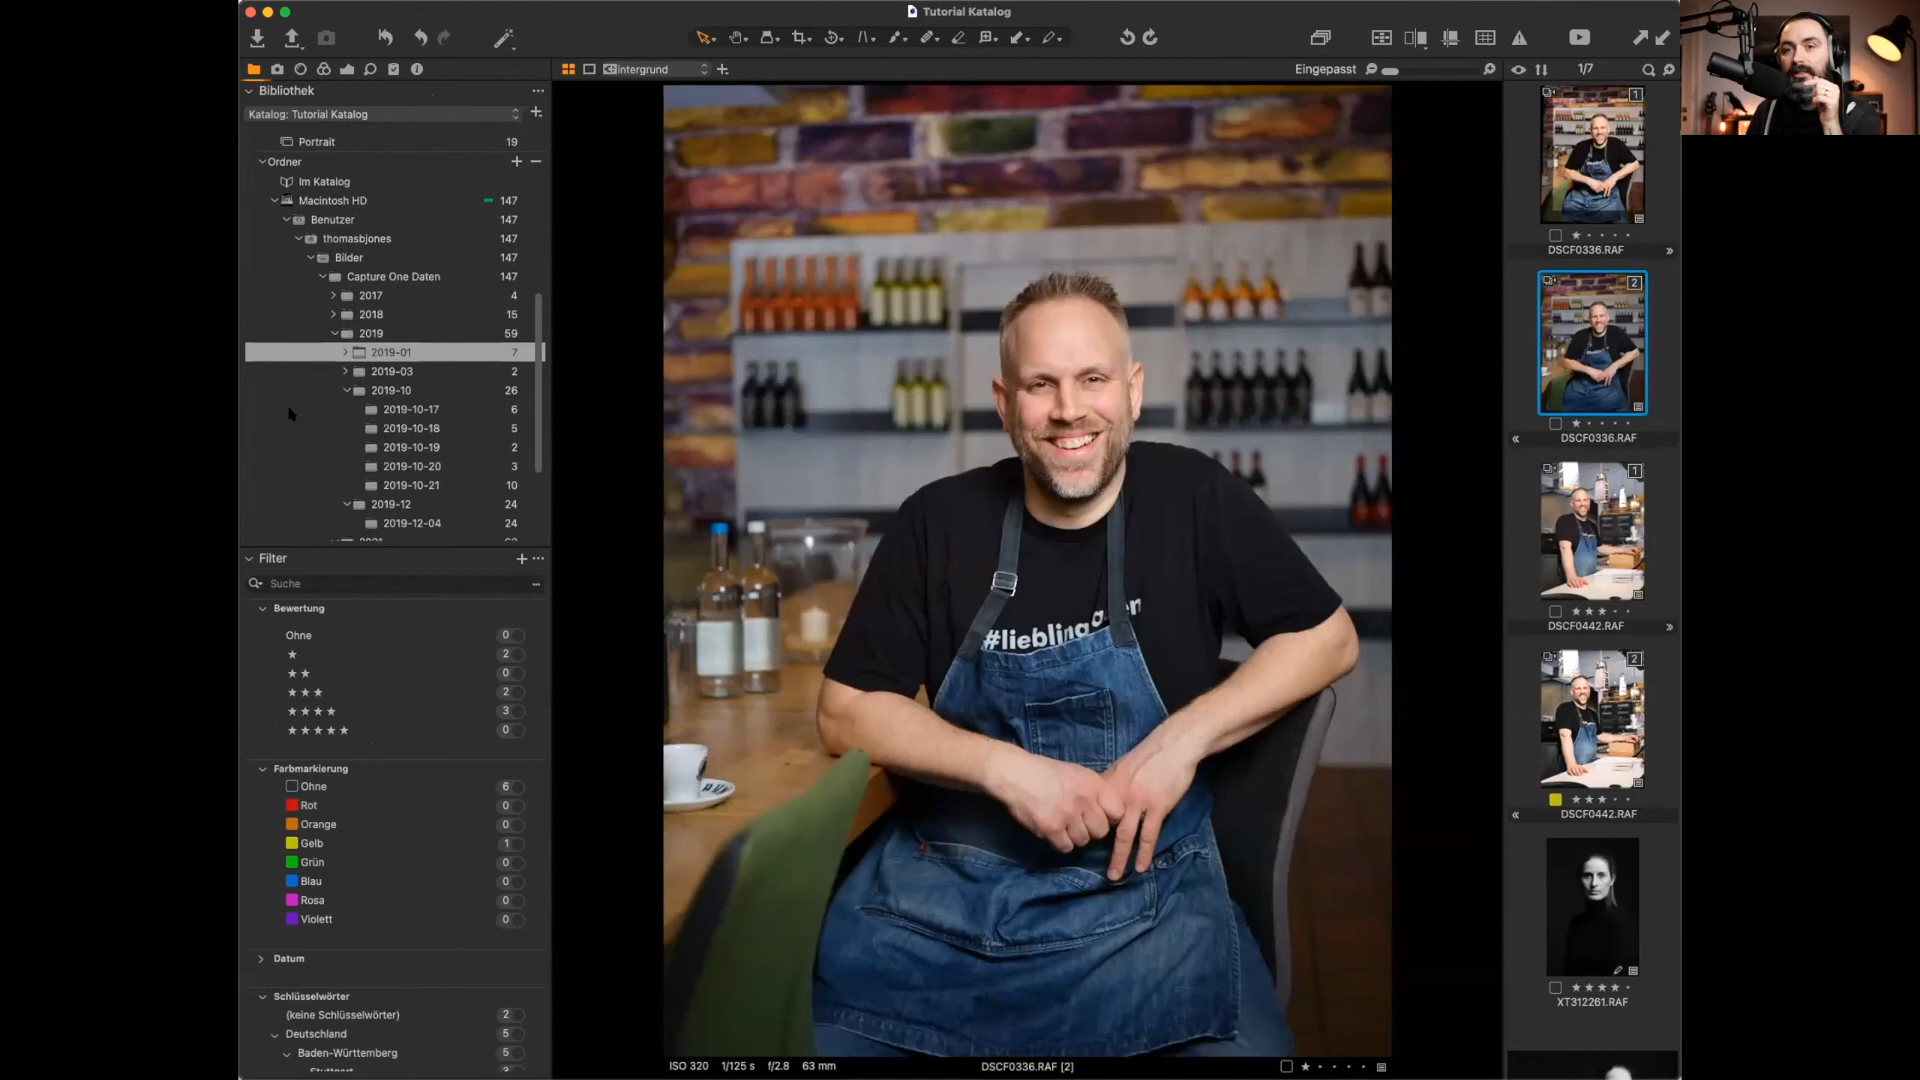 Tutorial Katalog
Hintergrund
Eingepasst
1/7
Bibliothek
Katalog: Tutorial Katalog
Portrait 19
Ordner
Im Katalog
Macintosh HD 147
Benutzer 147
thomasbjones 147
Bilder 147
Capture One Daten 147
2017 4
2018 15
2019 59
2019-01 7
2019-03 2
2019-10 26
2019-10-17 6
2019-10-18 5
2019-10-19 2
2019-10-20 3
2019-10-21 10
2019-12 24
2019-12-04 24
Filter
Suche
Bewertung
Ohne 0
2
0
2
3
0
Farbmarkierung
Ohne 6
Rot 0
Orange 0
Gelb 1
Grün 0
Blau 0
Rosa 0
Violett 0
Datum
Schlüsselwörter
(keine Schlüsselwörter) 2
Deutschland 5
Baden-Württemberg 5
#liebling
ISO 320 1/125 s f/2.8 63 mm
DSCF0336.RAF [2]
1
DSCF0336.RAF
2
DSCF0336.RAF
1
DSCF0442.RAF
2
DSCF0442.RAF
XT312261.RAF